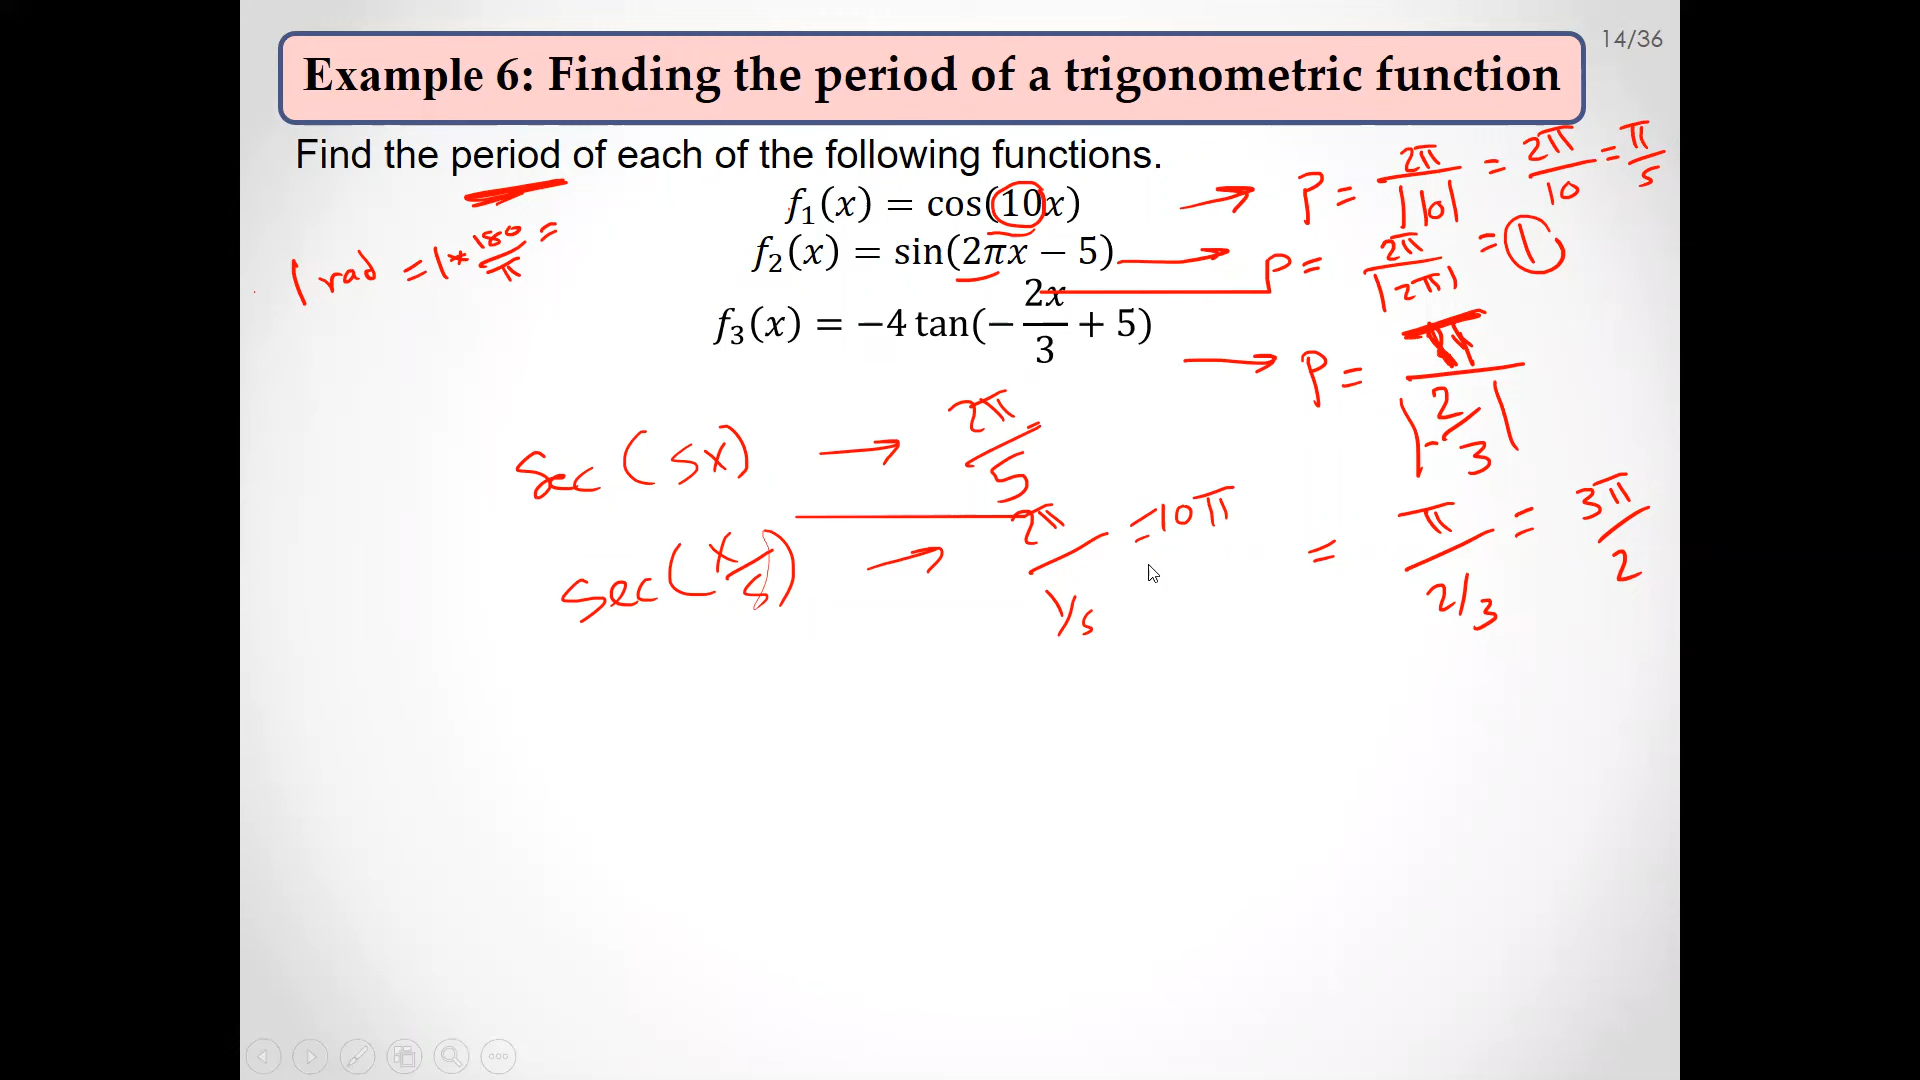 14/36
Example 6: Finding the period of a trigonometric function
Find the period of each of the following functions.
f₁(x) = cos(10x) → P = 2π/|10| = 2π/10 = π/5
1 rad = 1 * 180/π =
f₂(x) = sin(2πx − 5) → P = 2π/|2π| = 1
f₃(x) = −4 tan(−2x/3 + 5) → P = π/|-2/3|
sec (5x) → 2π/5
= π/2/3 = 3π/2
sec (x/5) → 2π/1/5 = 10π